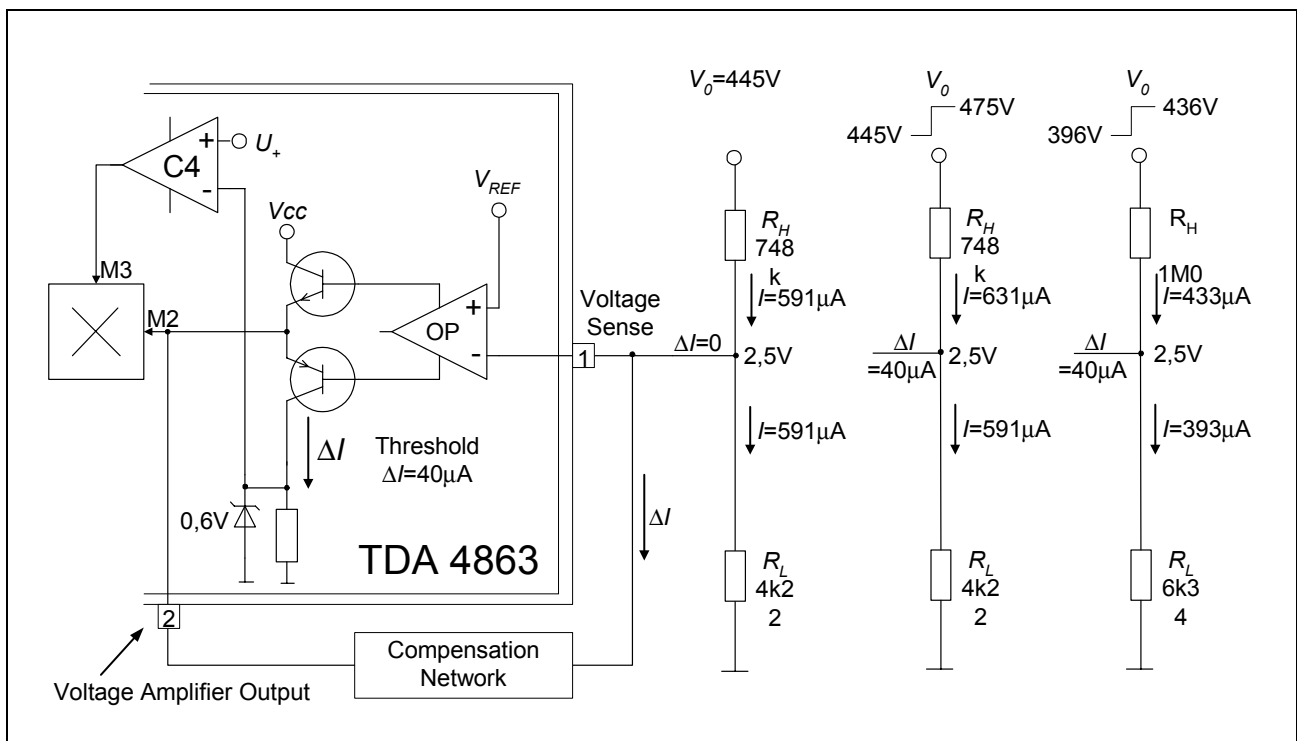 C4
+
-
U+
VREF
Vcc
M3
M2
OP
+
-
Voltage
Sense
1
ΔI
Threshold
ΔI=40µA
0,6V
TDA 4863
2
Voltage Amplifier Output
Compensation
Network
ΔI
V0=445V
RH
748
k
I=591µA
ΔI=0
2,5V
I=591µA
RL
4k2
2
V0
475V
445V
RH
748
k
I=631µA
ΔI
=40µA
2,5V
I=591µA
RL
4k2
2
V0
436V
396V
RH
1M0
I=433µA
ΔI
=40µA
2,5V
I=393µA
RL
6k3
4